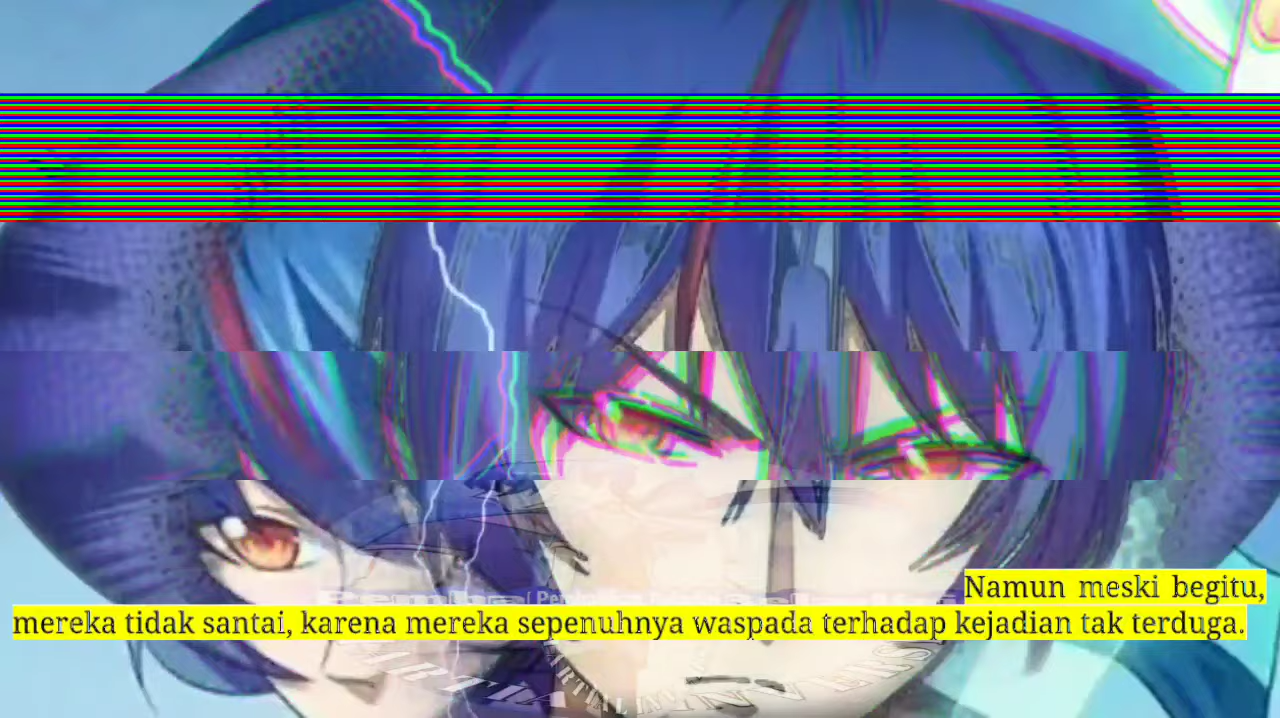 Namun meski begitu,
mereka tidak santai, karena mereka sepenuhnya waspada terhadap kejadian tak terduga.